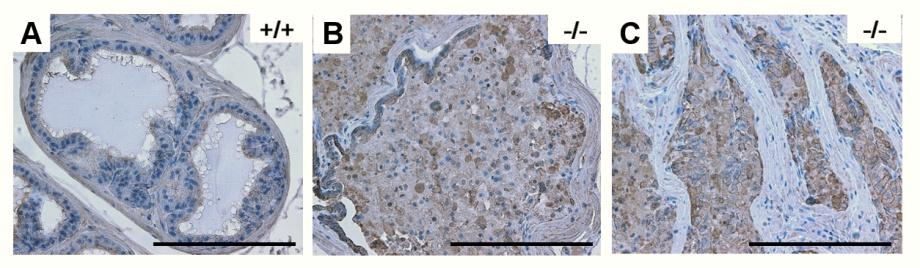 A +/+ B -/- C -/-